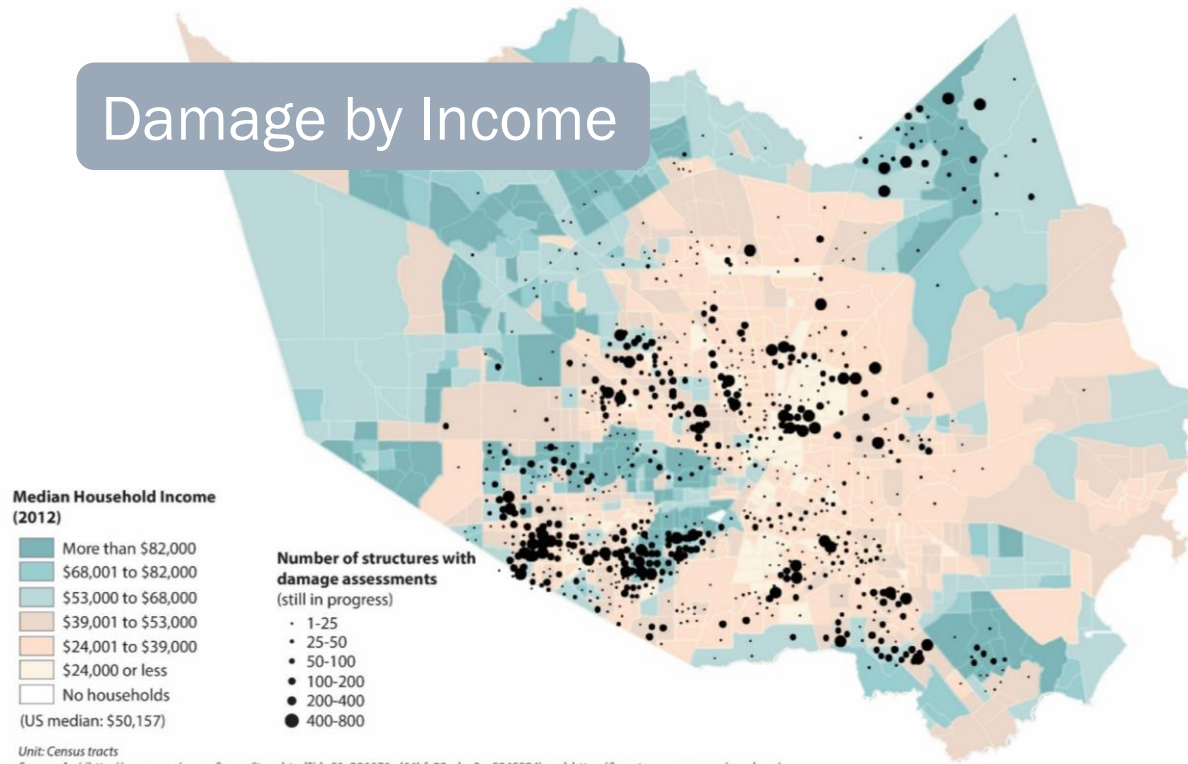 Damage by Income
Median Household Income
(2012)
More than $82,000
$68,001 to $82,000
$53,000 to $68,000
$39,001 to $53,000
$24,001 to $39,000
$24,000 or less
No households
(US median: $50,157)
Number of structures with
damage assessments
(still in progress)
1-25
25-50
50-100
100-200
200-400
400-800
Unit: Census tracts